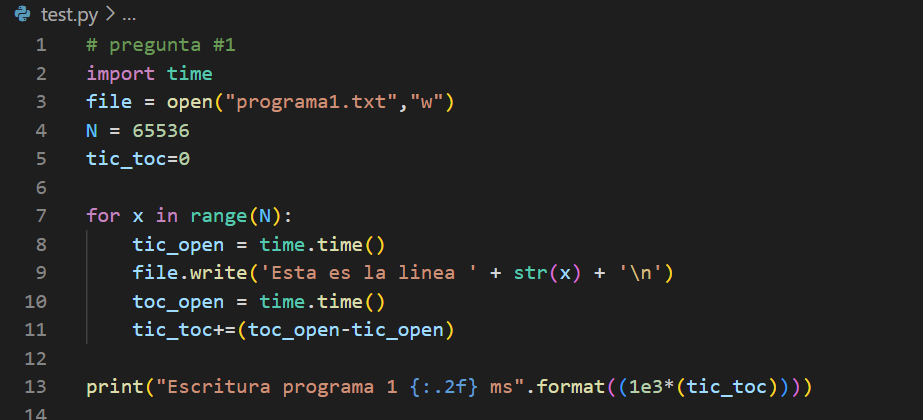 test.py > ...
1 # pregunta #1
2 import time
3 file = open("programa1.txt","w")
4 N = 65536
5 tic_toc=0
6
7 for x in range(N):
8     tic_open = time.time()
9     file.write('Esta es la linea ' + str(x) + '\n')
10     toc_open = time.time()
11     tic_toc+=(toc_open-tic_open)
12
13 print("Escritura programa 1 {:.2f} ms".format((1e3*(tic_toc))))
14